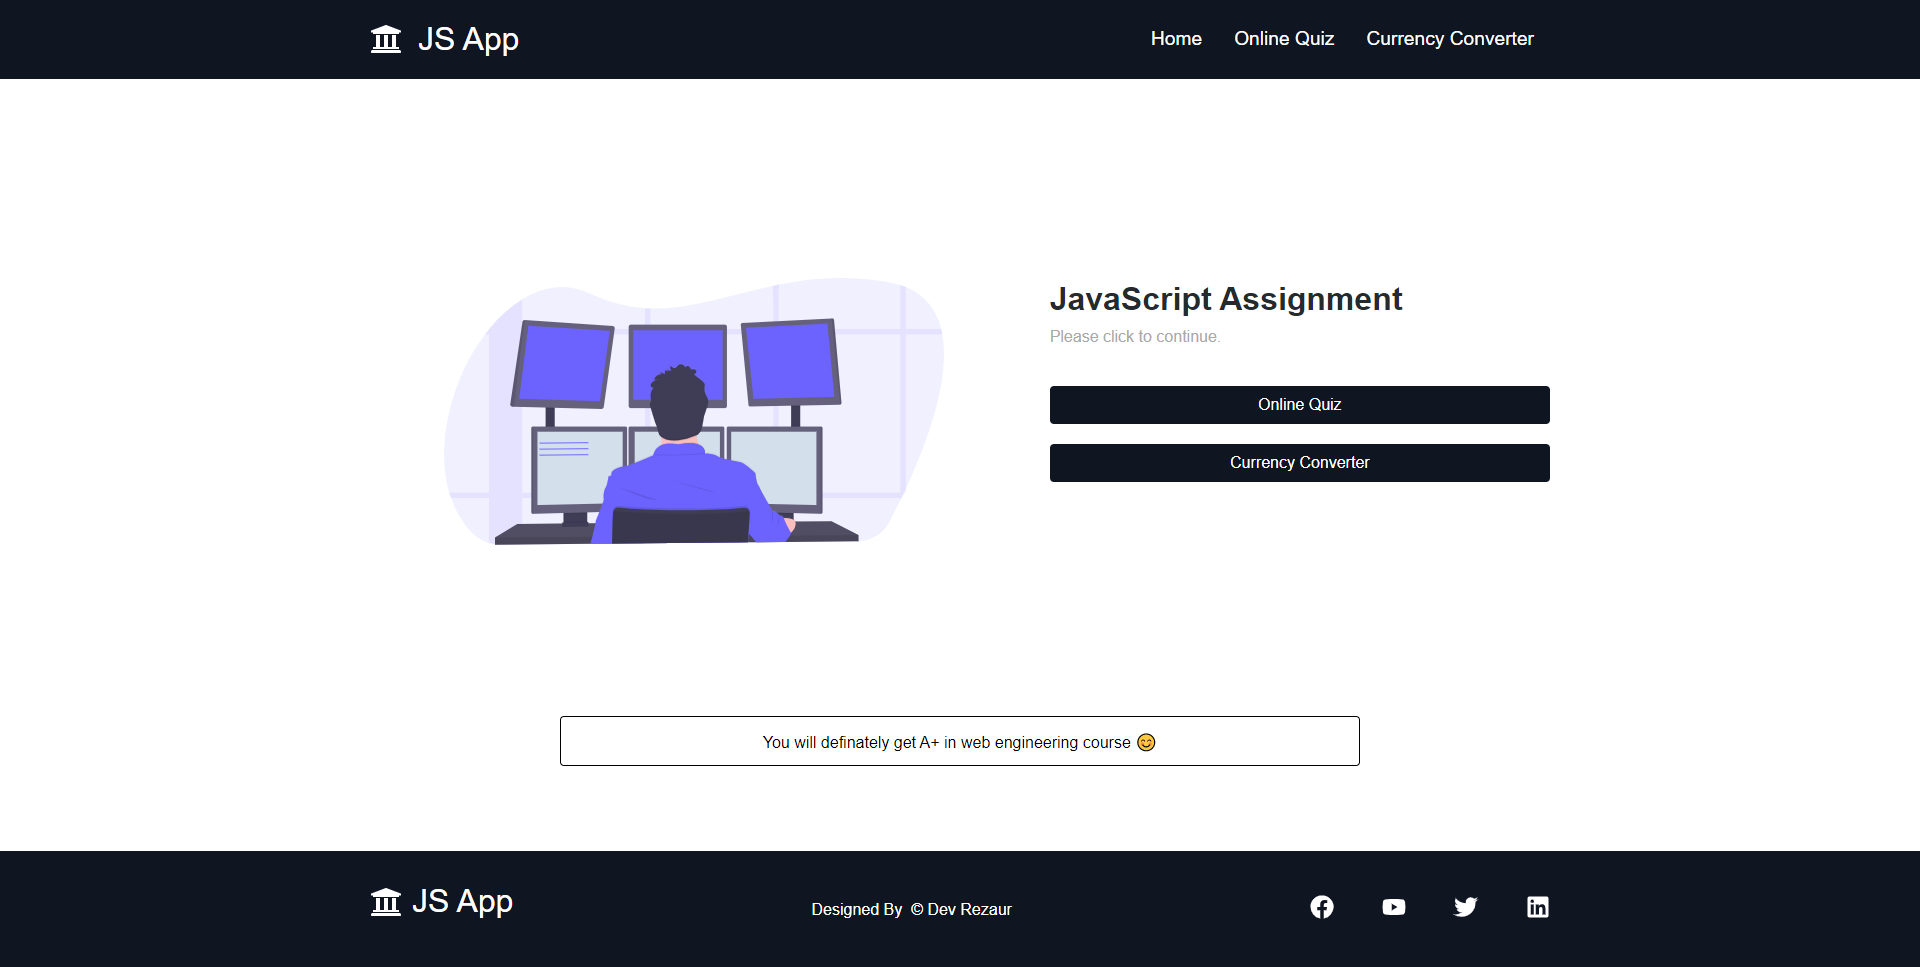 JS App
Home Online Quiz Currency Converter
JavaScript Assignment
Please click to continue.
Online Quiz
Currency Converter
You will definately get A+ in web engineering course 😊
JS App
Designed By © Dev Rezaur